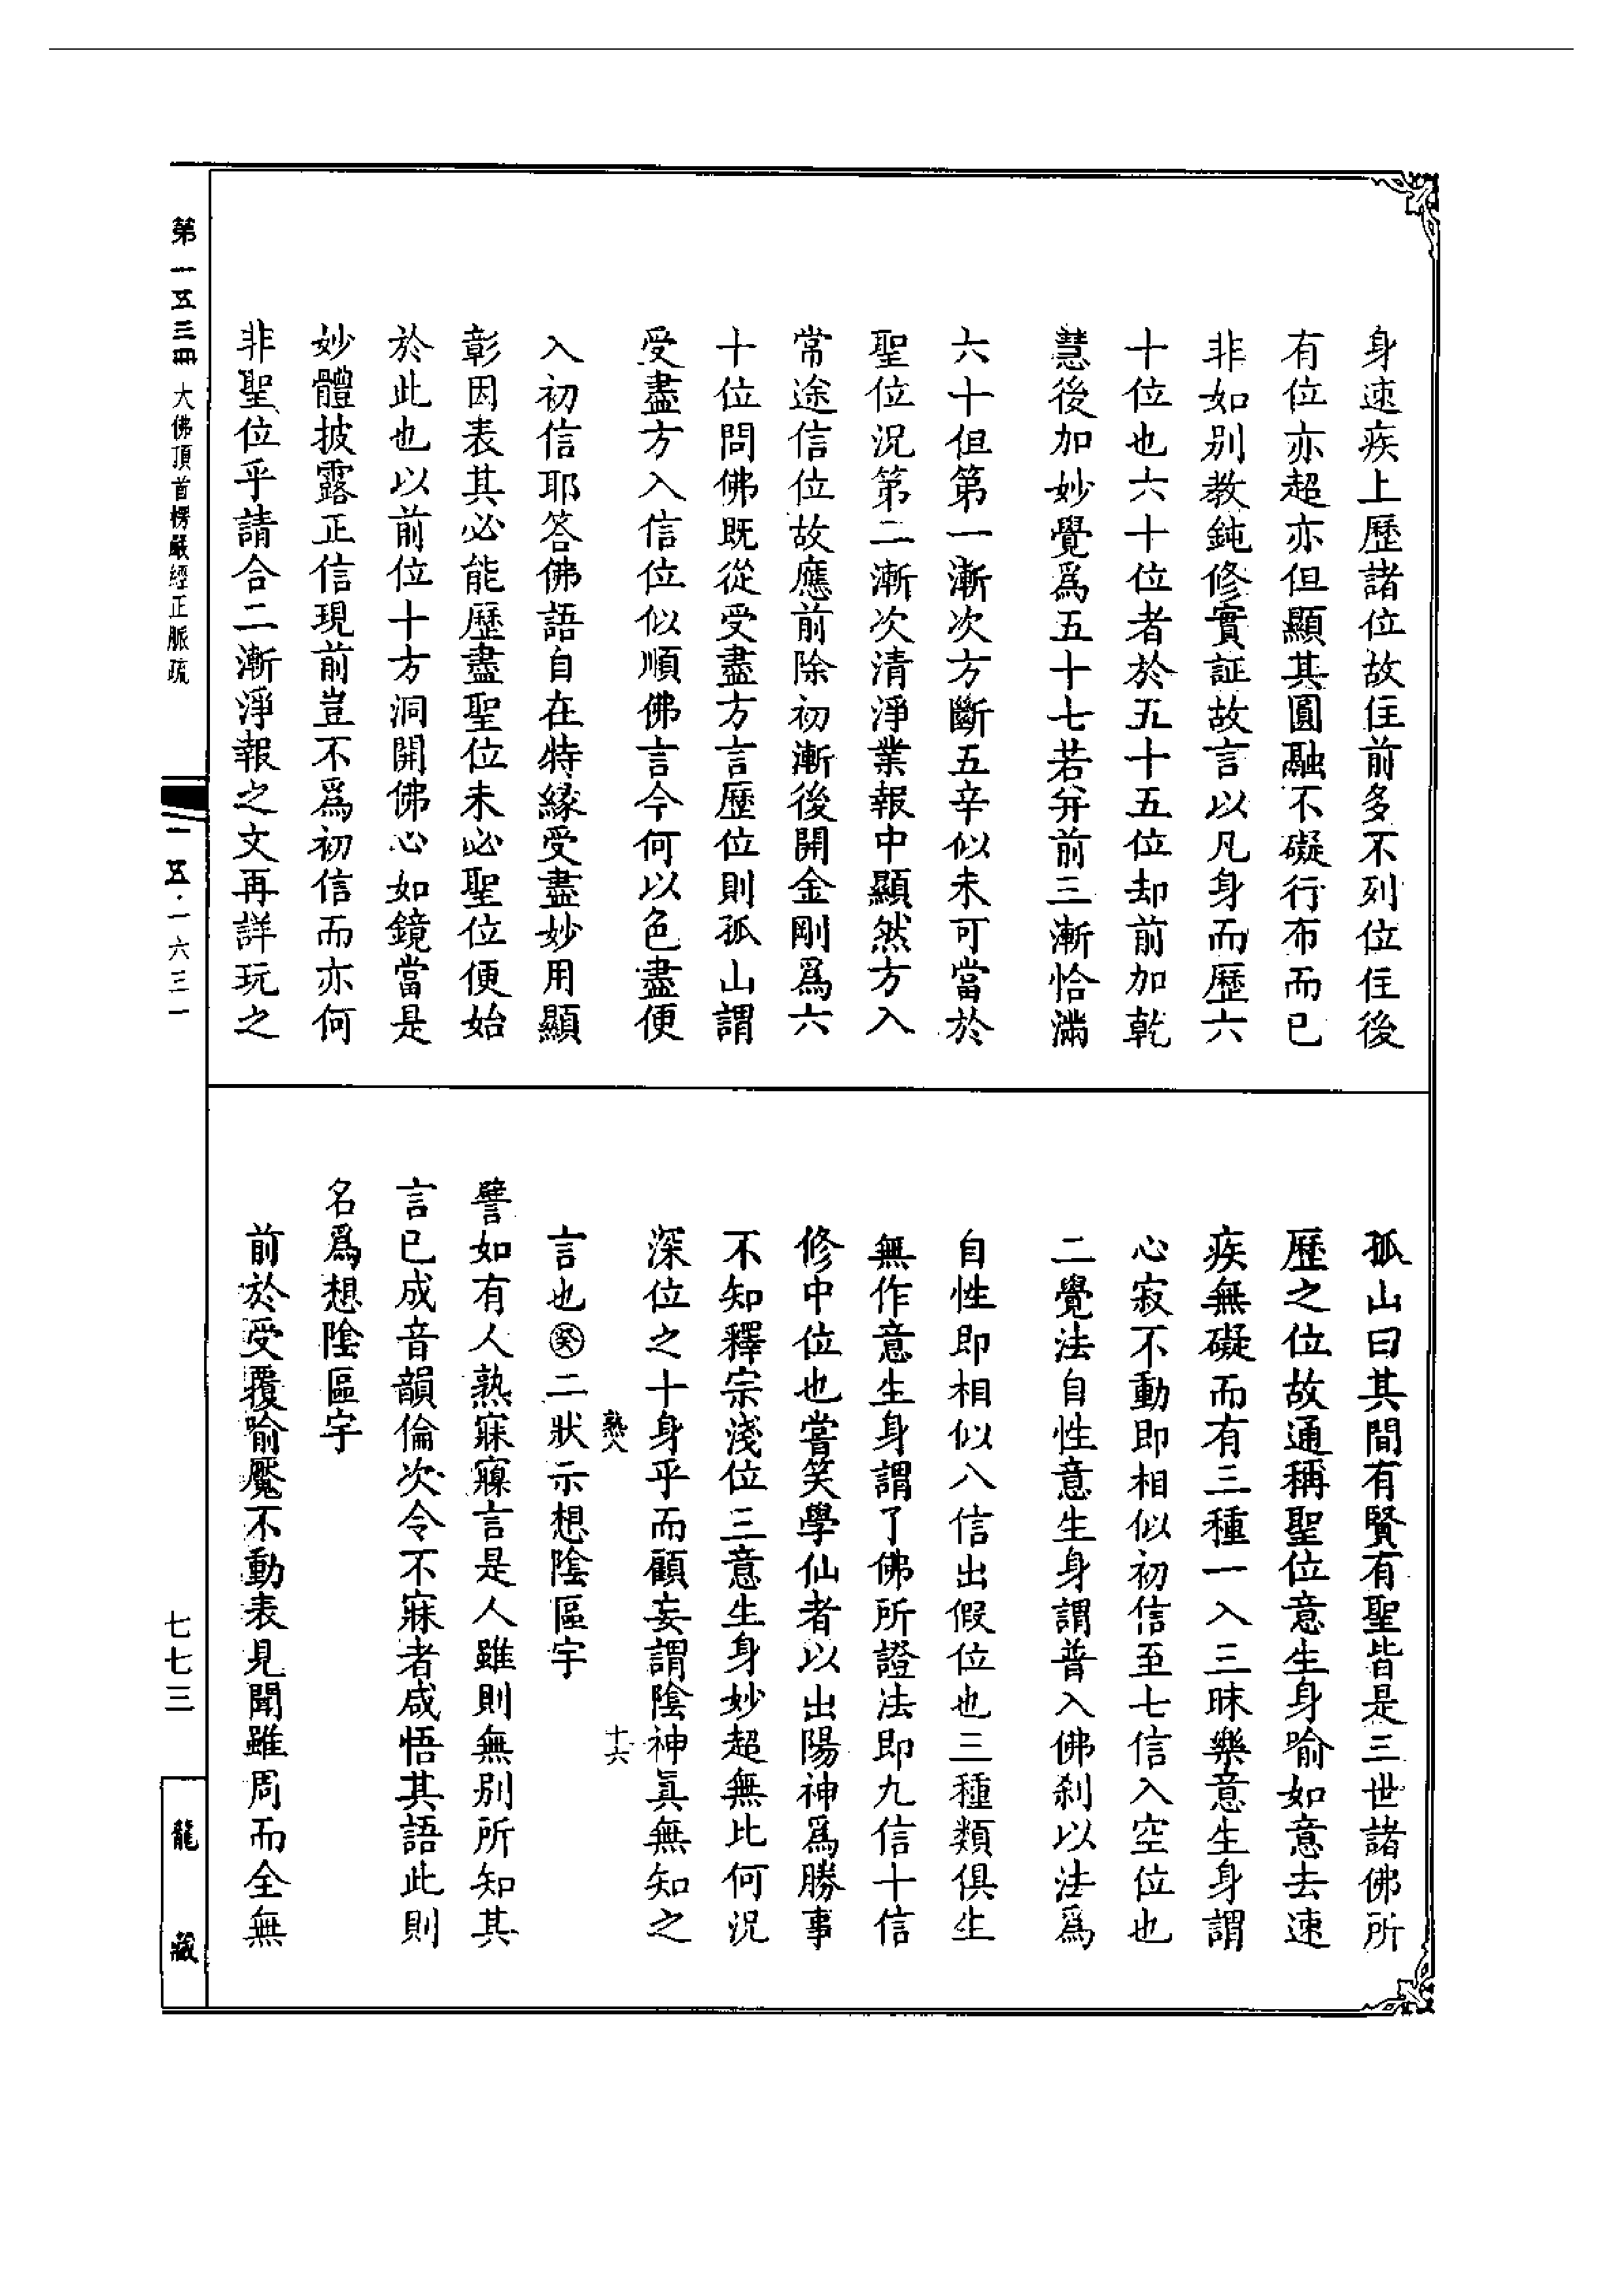 身速疾上歷諸位故住前多不列位住後
有位亦超亦但顯其圓融不礙行布而已
非如別教鈍修實証故言以凡身而歷六
十位也六十位者於五十五位却前加乾
慧後加妙覺爲五十七若弁前三漸恰滿
六十但第一漸次方斷五辛似未可當於
聖位況第二漸次清淨業報中顯然方入
常途信位故應前除初漸後開金剛爲六
十位問佛既從受盡方言歷位則孤山謂
受盡方入信位似順佛言今何以色盡便
入初信耶答佛語自在特緣受盡妙用顯
彰因表其必能歷盡聖位未必聖位便始
於此也以前位十方洞開佛心如鏡當是
妙體披露正信現前豈不爲初信而亦何
非聖位乎請合二漸淨報之文再詳玩之
孤山曰其間有賢有聖皆是三世諸佛所
歷之位故通稱聖位意生身喻如意去速
疾無礙而有三種一入三昧樂意生身謂
心寂不動即相似初信至七信入空位也
二覺法自性意生身謂普入佛刹以法爲
自性即相似八信出假位也三種類俱生
無作意生身謂了佛所證法即九信十信
修中位也嘗笑學仙者以出陽神爲勝事
不知釋宗淺位三意生身妙超無比何況
深位之十身乎而顧妄謂陰神眞無知之
熟八 十六
言也㊌二狀示想陰區宇
譬如有人熟寐寱言是人雖則無別所知其
言已成音韻倫次令不寐者咸悟其語此則
名爲想陰區宇
前於受覆喻魘不動表見聞雖周而全無
第一五三冊 大佛頂首楞嚴經正脈疏
一五·一六三一
七七三
龍藏